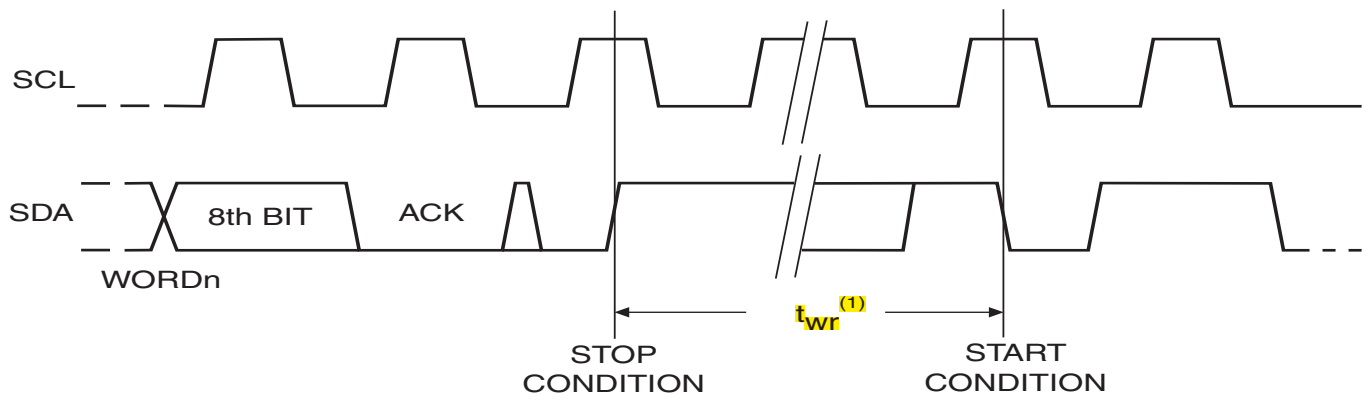 SCL
SDA
8th BIT
ACK
WORDn
twr(1)
STOP
CONDITION
START
CONDITION